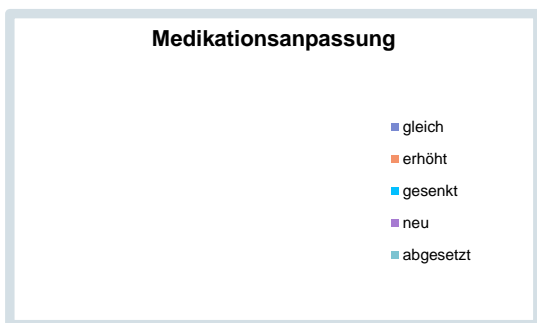 Medikationsanpassung
gleich
erhöht
gesenkt
neu
abgesetzt